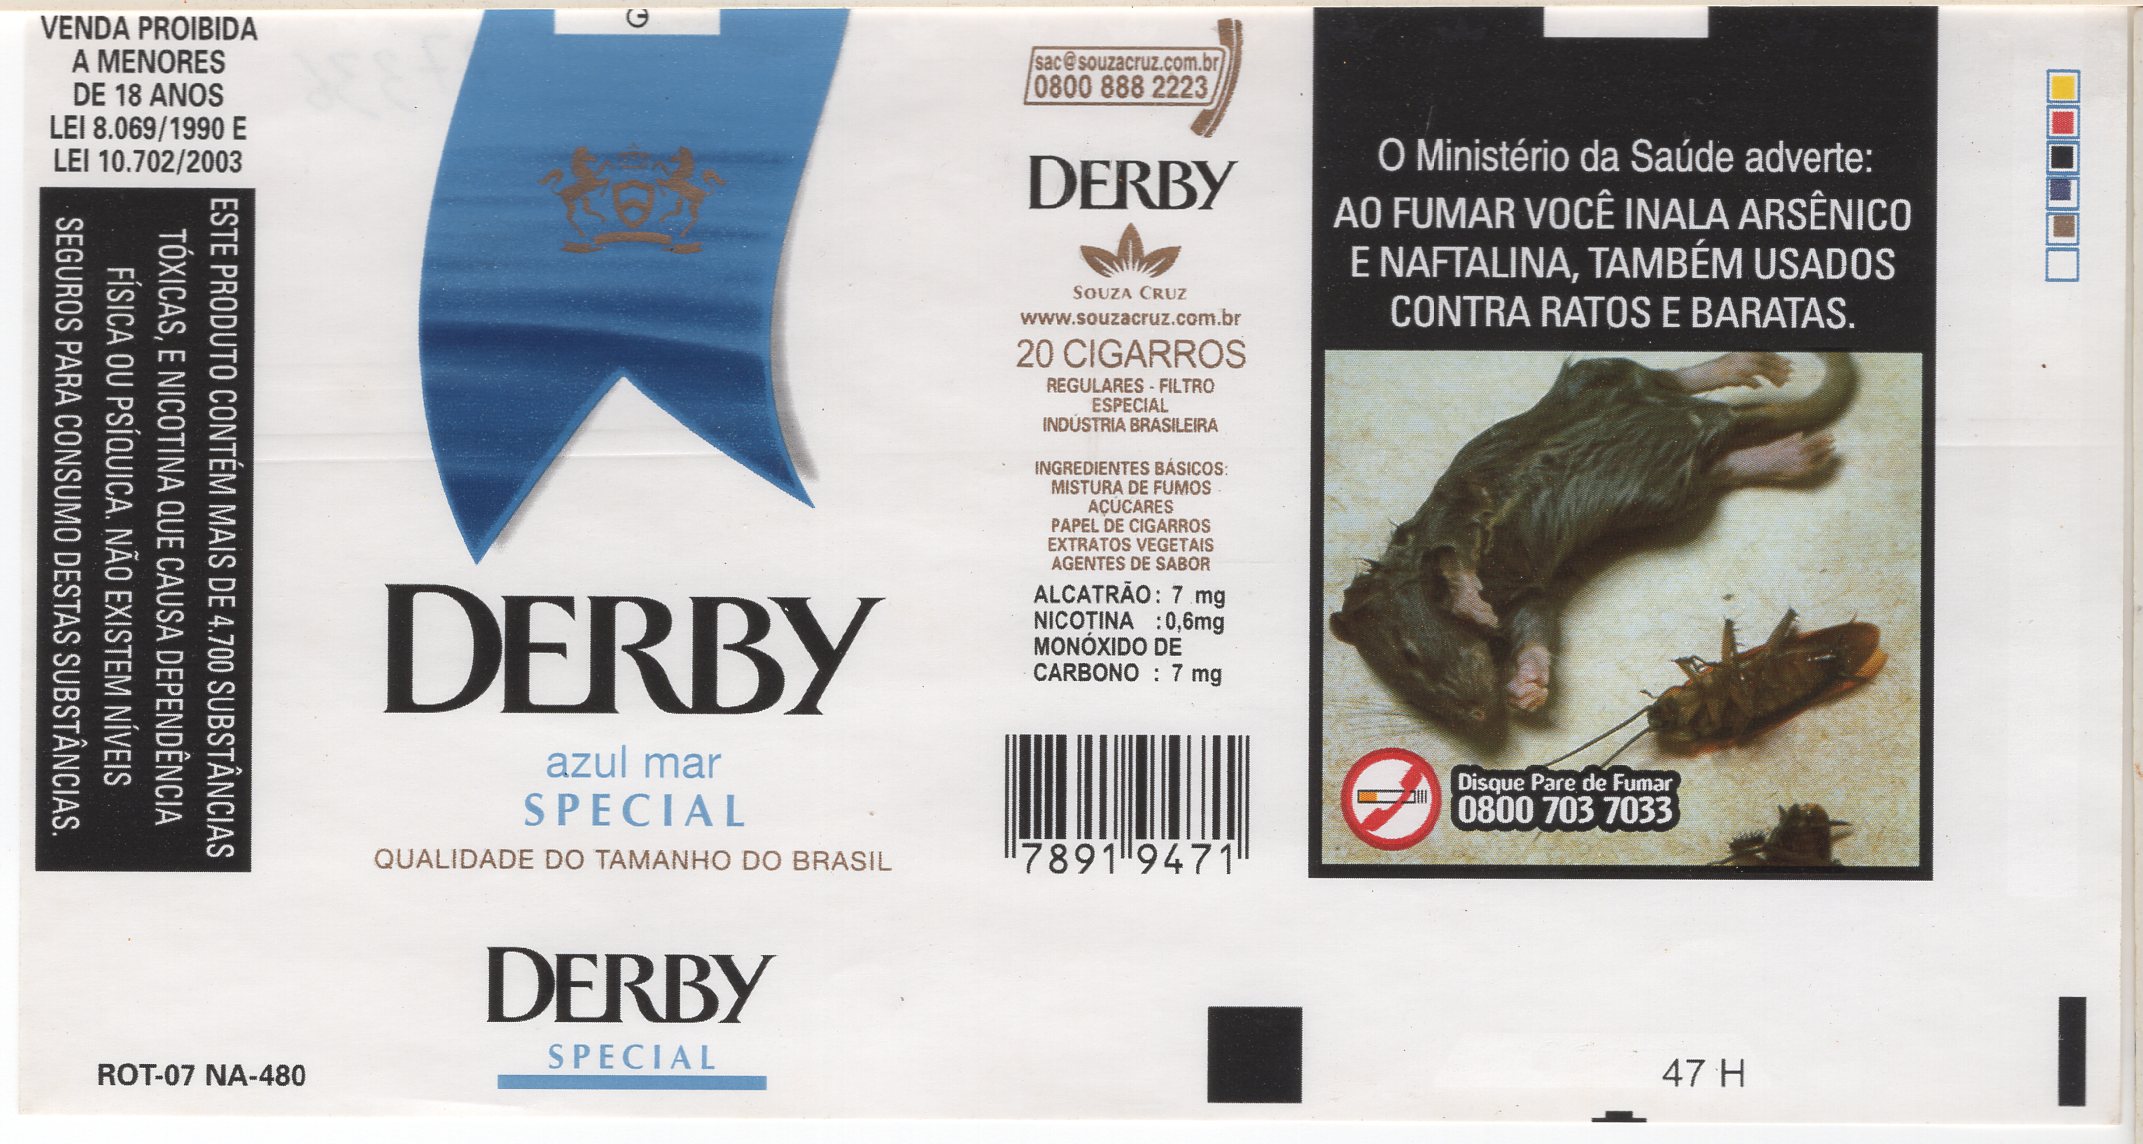 VENDA PROIBIDA
A MENORES
DE 18 ANOS
LEI 8.069/1990 E
LEI 10.702/2003
ESTE PRODUTO CONTÉM MAIS DE 4.700 SUBSTÂNCIAS
TÓXICAS, E NICOTINA QUE CAUSA DEPENDÊNCIA
FÍSICA OU PSÍQUICA. NÃO EXISTEM NÍVEIS
SEGUROS PARA CONSUMO DESTAS SUBSTÂNCIAS.
DERBY
azul mar
SPECIAL
QUALIDADE DO TAMANHO DO BRASIL
DERBY
SPECIAL
ROT-07 NA-480
sac@souzacruz.com.br
0800 888 2223
DERBY
SOUZA CRUZ
www.souzacruz.com.br
20 CIGARROS
REGULARES - FILTRO
ESPECIAL
INDÚSTRIA BRASILEIRA
INGREDIENTES BÁSICOS:
MISTURA DE FUMOS
AÇÚCARES
PAPEL DE CIGARROS
EXTRATOS VEGETAIS
AGENTES DE SABOR
ALCATRÃO : 7 mg
NICOTINA : 0,6mg
MONÓXIDO DE
CARBONO : 7 mg
78919471
O Ministério da Saúde adverte:
AO FUMAR VOCÊ INALA ARSÊNICO
E NAFTALINA, TAMBÉM USADOS
CONTRA RATOS E BARATAS.
Disque Pare de Fumar
0800 703 7033
47 H